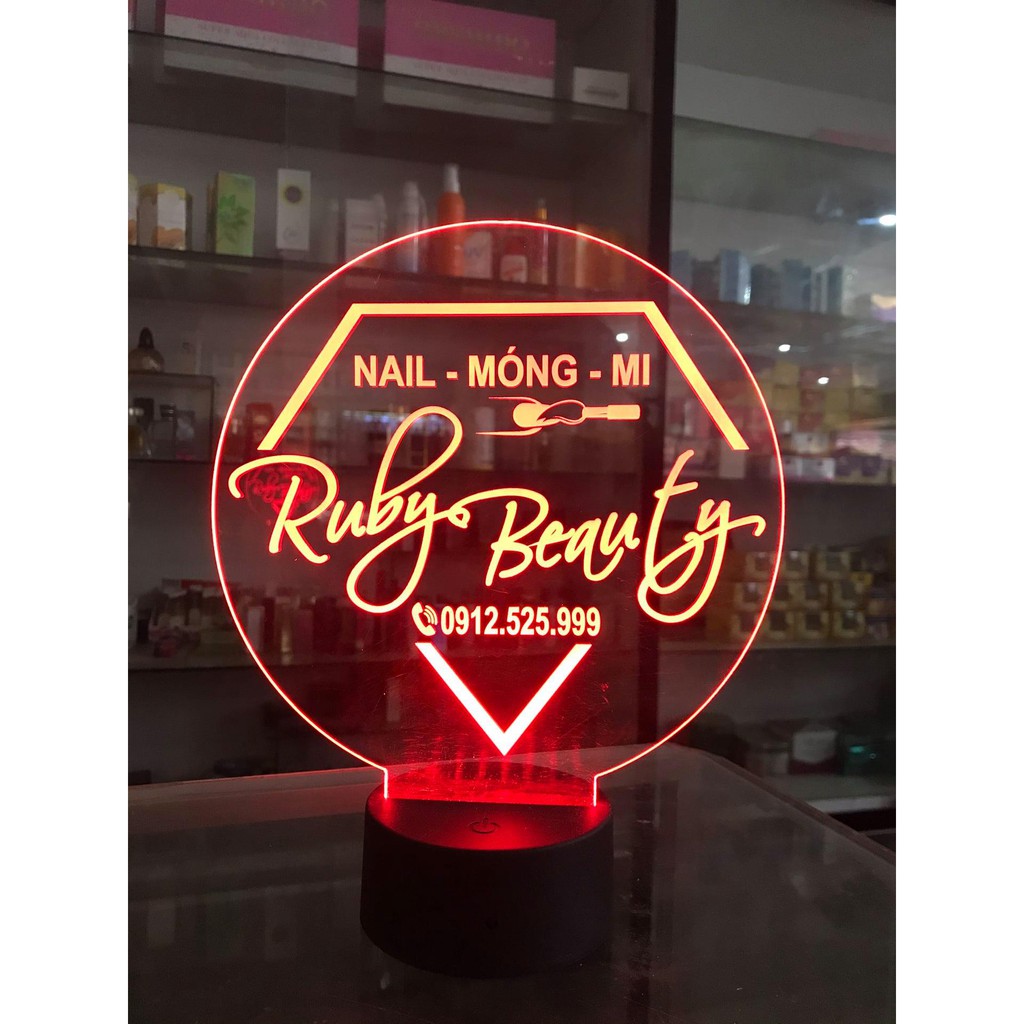 NAIL - MÓNG - MI
Ruby Beauty
0912.525.999